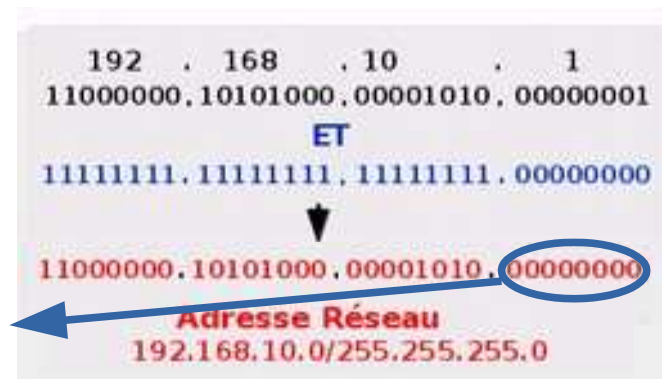 192 . 168 . 10 . 1
11000000.10101000.00001010.00000001
ET
11111111.11111111.11111111.00000000
11000000.10101000.00001010.00000000
Adresse Réseau
192.168.10.0/255.255.255.0